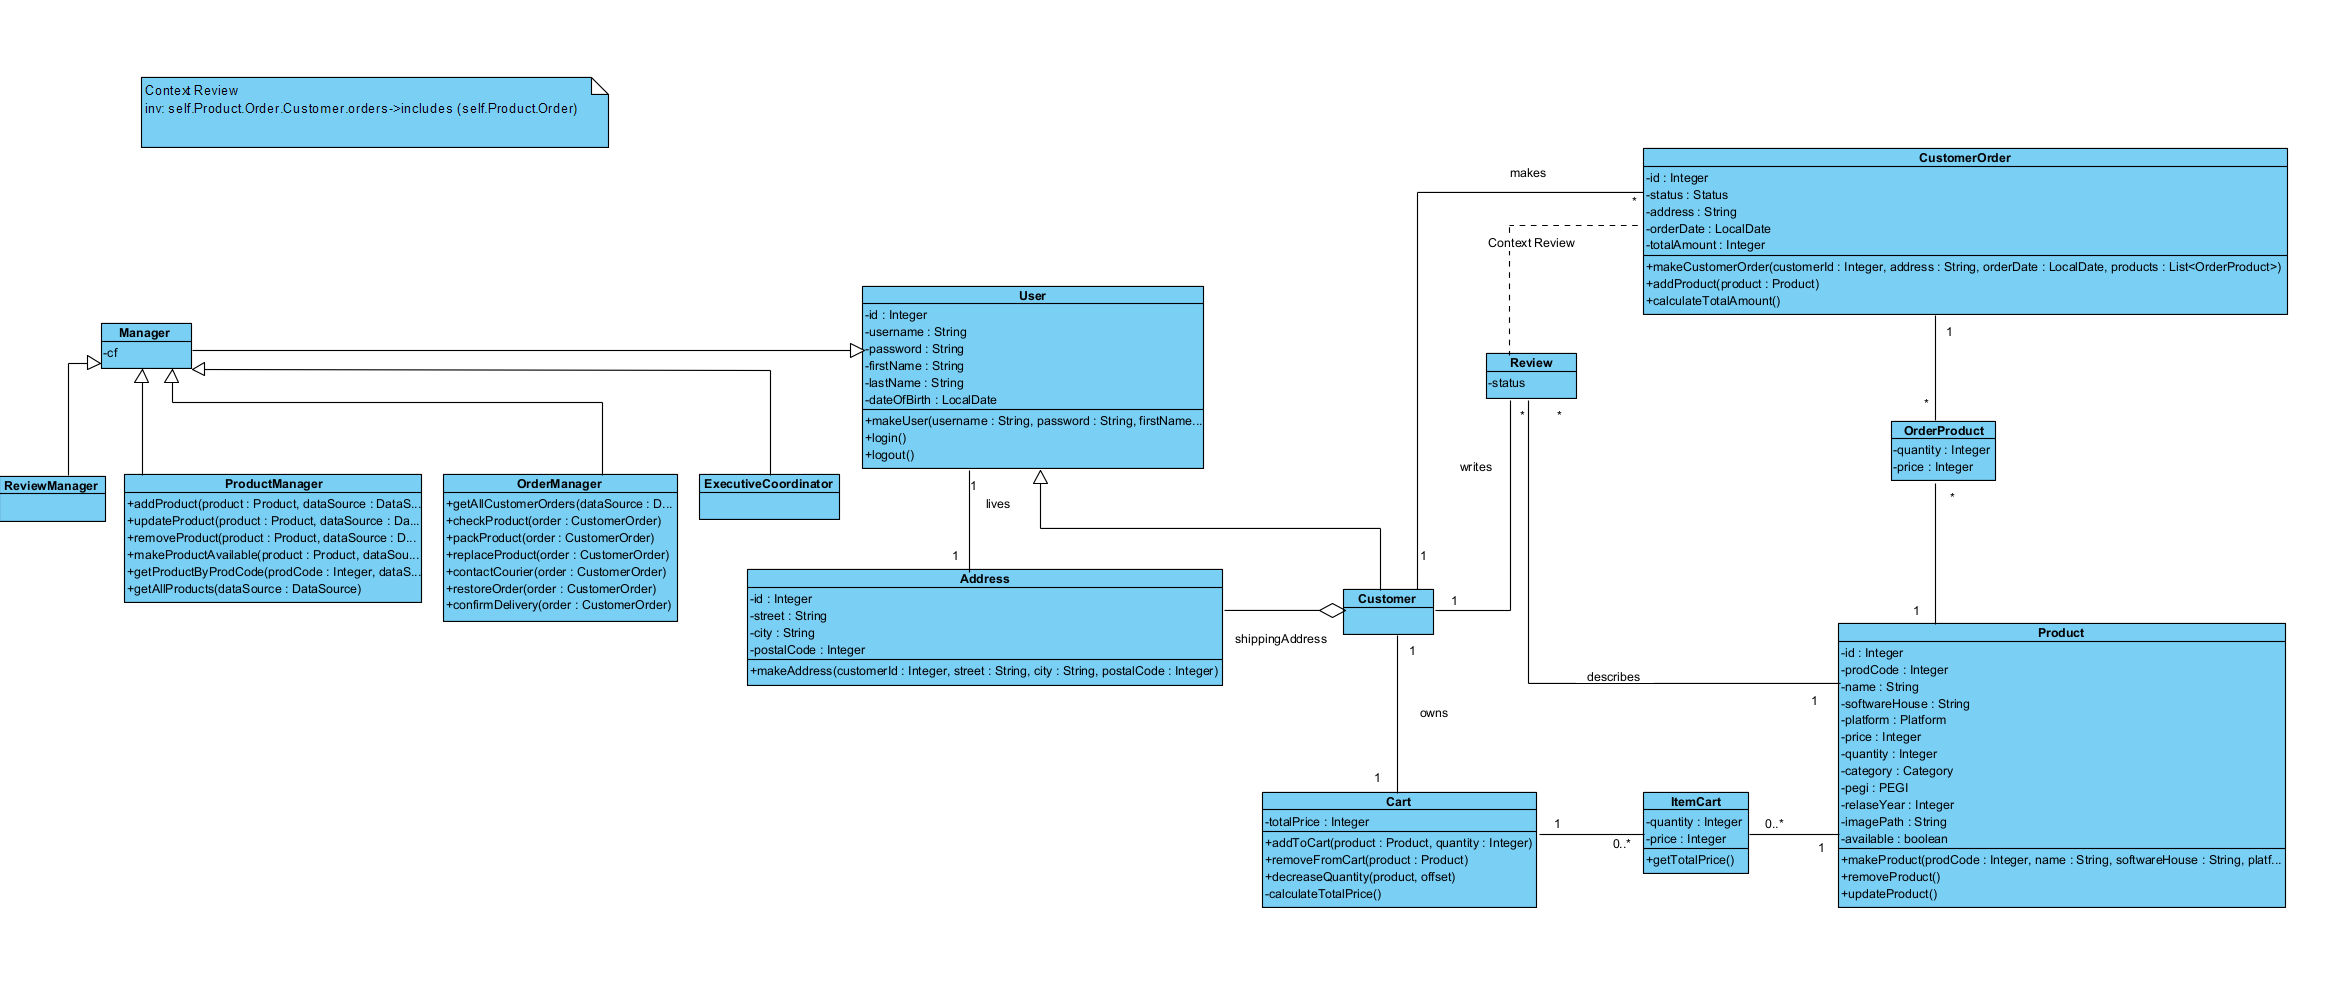 Context Review
inv: self.Product.Order.Customer.orders->includes (self.Product.Order)
CustomerOrder
-id : Integer
-status : Status
-address : String
-orderDate : LocalDate
-totalAmount : Integer
+makeCustomerOrder(customerId : Integer, address : String, orderDate : LocalDate, products : List<OrderProduct>)
+addProduct(product : Product)
+calculateTotalAmount()
makes
*
Context Review
User
-id : Integer
-username : String
-password : String
-firstName : String
-lastName : String
-dateOfBirth : LocalDate
+makeUser(username : String, password : String, firstName...
+login()
+logout()
Manager
-cf
Review
-status
*
*
1
*
OrderProduct
-quantity : Integer
-price : Integer
*
1
writes
ReviewManager
ProductManager
+addProduct(product : Product, dataSource : DataS...
+updateProduct(product : Product, dataSource : Da...
+removeProduct(product : Product, dataSource : D...
+makeProductAvailable(product : Product, dataSou...
+getProductByProdCode(prodCode : Integer, dataS...
+getAllProducts(dataSource : DataSource)
OrderManager
+getAllCustomerOrders(dataSource : D...
+checkProduct(order : CustomerOrder)
+packProduct(order : CustomerOrder)
+replaceProduct(order : CustomerOrder)
+contactCourier(order : CustomerOrder)
+restoreOrder(order : CustomerOrder)
+confirmDelivery(order : CustomerOrder)
ExecutiveCoordinator
1
lives
1
Address
-id : Integer
-street : String
-city : String
-postalCode : Integer
+makeAddress(customerId : Integer, street : String, city : String, postalCode : Integer)
shippingAddress
1
Customer
1
1
describes
1
owns
1
Product
-id : Integer
-prodCode : Integer
-name : String
-softwareHouse : String
-platform : Platform
-price : Integer
-quantity : Integer
-category : Category
-pegi : PEGI
-relaseYear : Integer
-imagePath : String
-available : boolean
+makeProduct(prodCode : Integer, name : String, softwareHouse : String, platf...
+removeProduct()
+updateProduct()
Cart
-totalPrice : Integer
+addToCart(product : Product, quantity : Integer)
+removeFromCart(product : Product)
+decreaseQuantity(product, offset)
-calculateTotalPrice()
1
0..*
ItemCart
-quantity : Integer
-price : Integer
+getTotalPrice()
0..*
1